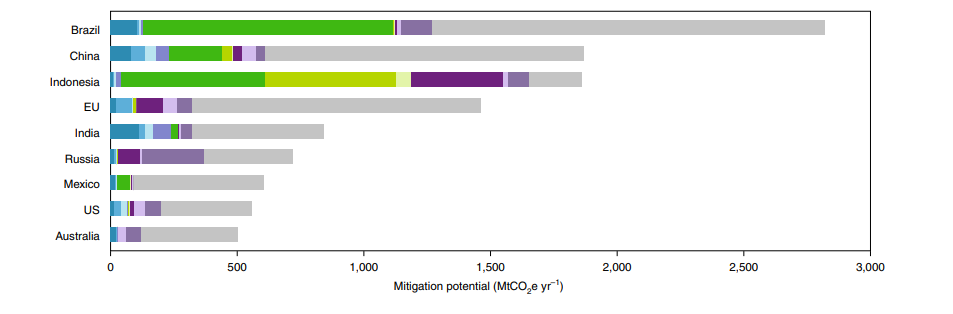 Brazil
China
Indonesia
EU
India
Russia
Mexico
US
Australia
0 500 1,000 1,500 2,000 2,500 3,000
Mitigation potential (MtCO₂e yr⁻¹)